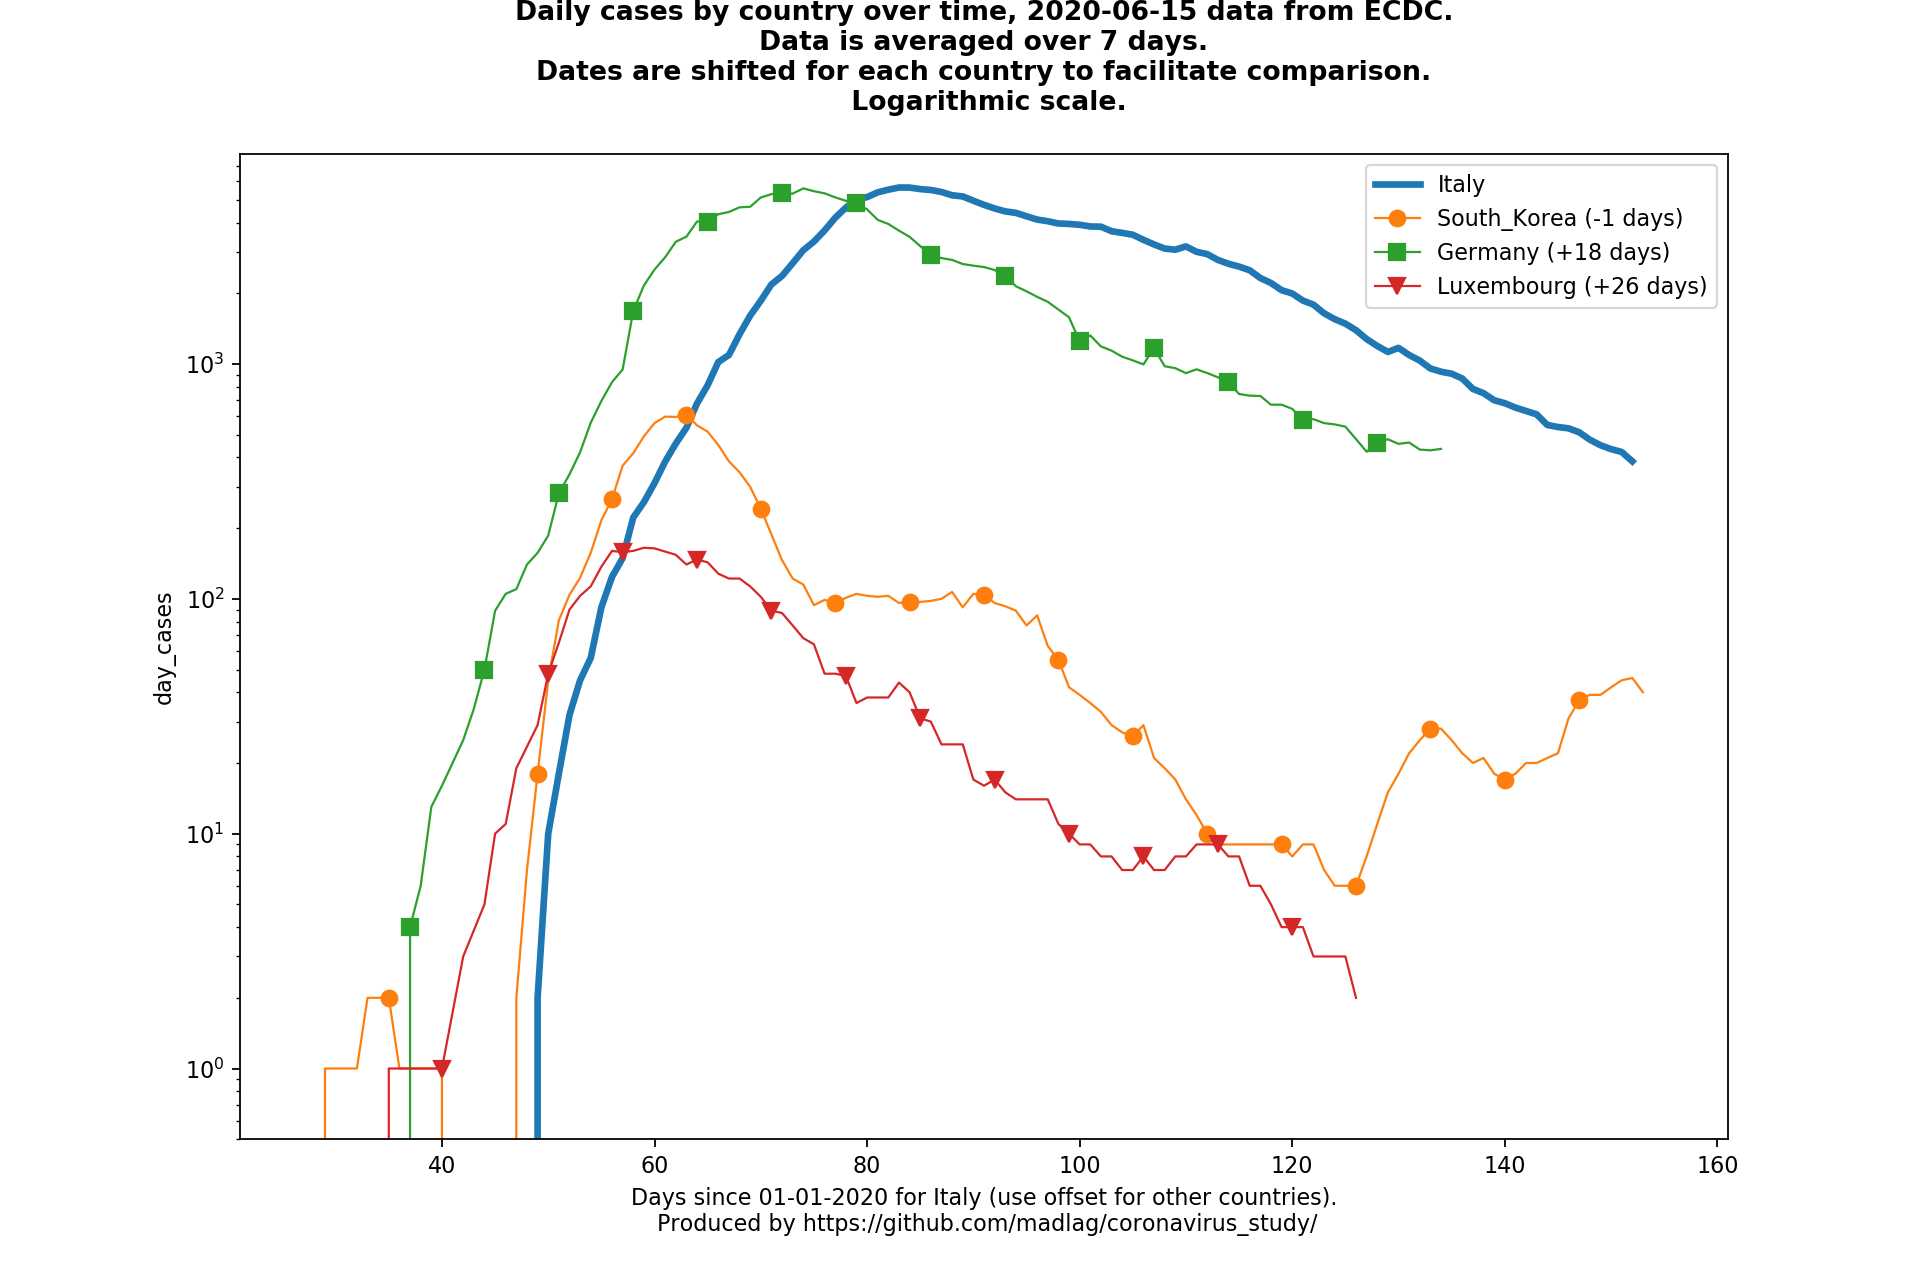 Daily cases by country over time, 2020-06-15 data from ECDC.
Data is averaged over 7 days.
Dates are shifted for each country to facilitate comparison.
Logarithmic scale.
Italy
South_Korea (-1 days)
Germany (+18 days)
Luxembourg (+26 days)
day_cases
10³
10²
10¹
10⁰
40 60 80 100 120 140 160
Days since 01-01-2020 for Italy (use offset for other countries).
Produced by https://github.com/madlag/coronavirus_study/